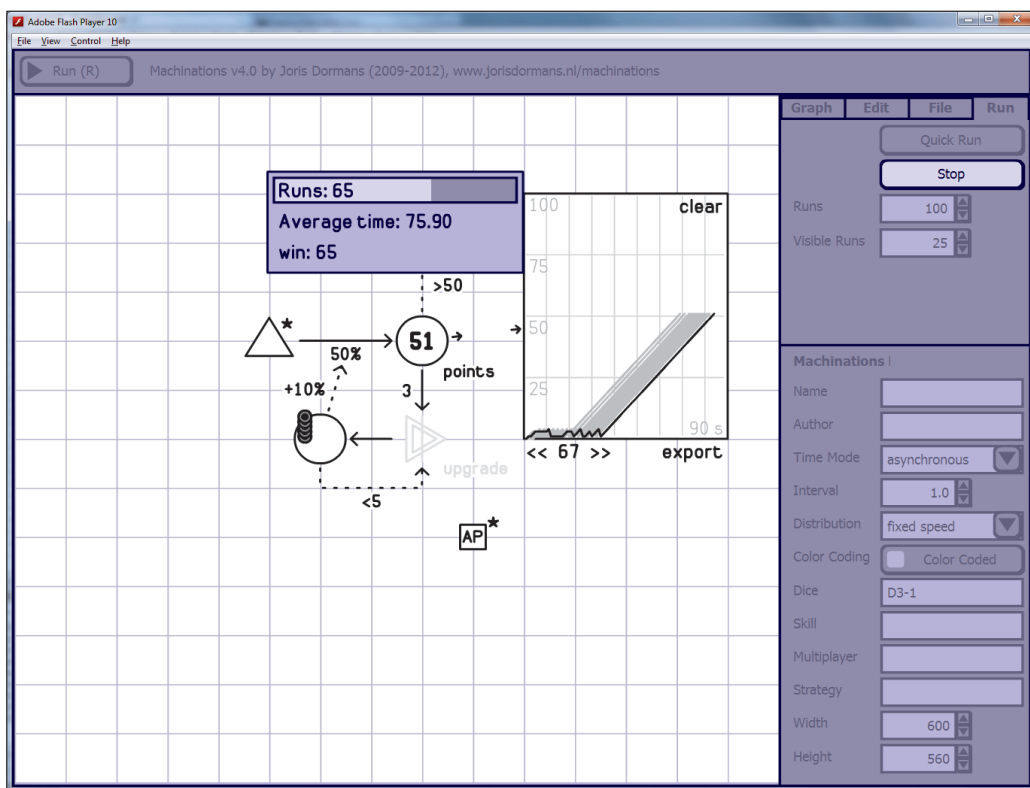 Adobe Flash Player 10
File View Control Help
Run (R)
Machinations v4.0 by Joris Dormans (2009-2012), www.jorisdormans.nl/machinations
Graph Edit File Run
Quick Run
Stop
Runs 100
Visible Runs 25
Runs: 65
Average time: 75.90
win: 65
100 clear
75
50
25
90 s
<< 67 >> export
>50
*
51
50%
points
+10%
3
upgrade
<5
AP *
Machinations
Name
Author
Time Mode asynchronous
Interval 1.0
Distribution fixed speed
Color Coding Color Coded
Dice D3-1
Skill
Multiplayer
Strategy
Width 600
Height 560